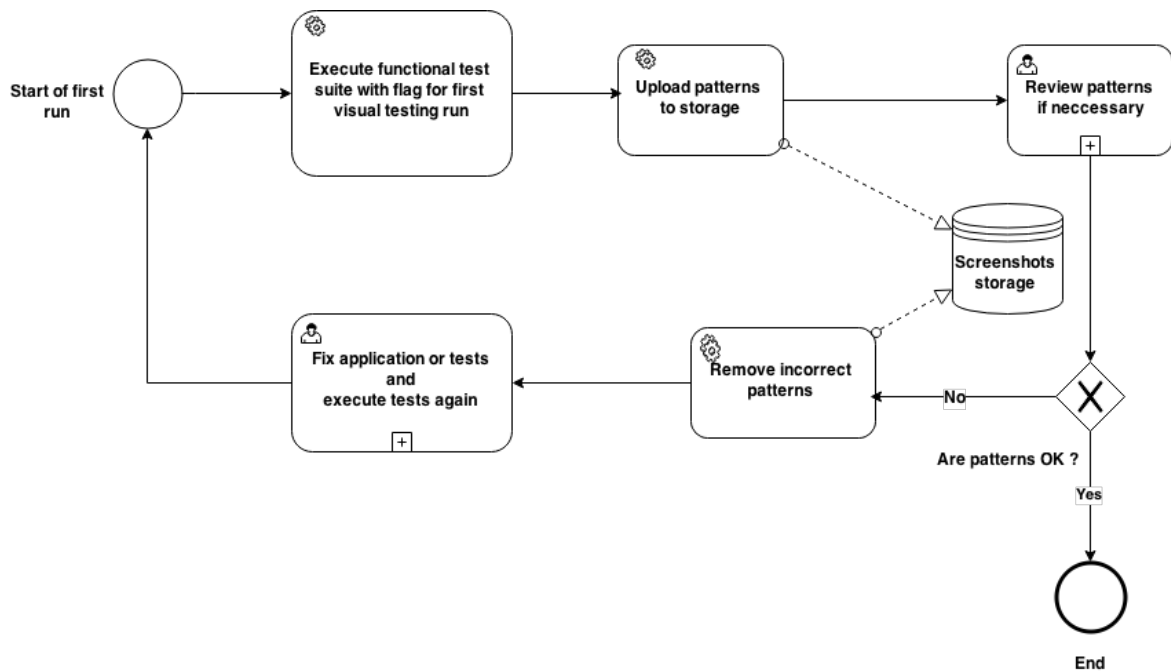 Start of first
run
Execute functional test
suite with flag for first
visual testing run
Upload patterns
to storage
Review patterns
if neccessary
Screenshots
storage
Fix application or tests
and
execute tests again
Remove incorrect
patterns
No
Are patterns OK ?
Yes
End